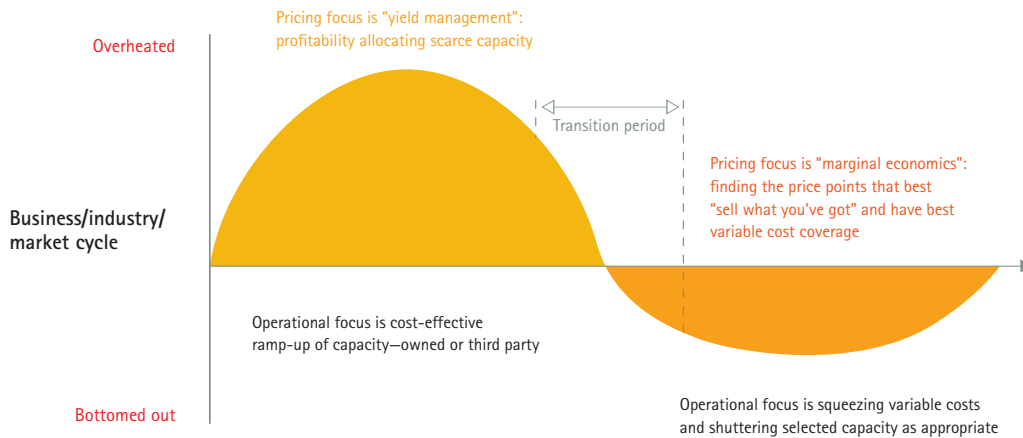 Pricing focus is “yield management”:
profitability allocating scarce capacity
Overheated
Transition period
Pricing focus is “marginal economics”:
finding the price points that best
“sell what you’ve got” and have best
variable cost coverage
Business/industry/
market cycle
Operational focus is cost-effective
ramp-up of capacity—owned or third party
Bottomed out
Operational focus is squeezing variable costs
and shuttering selected capacity as appropriate